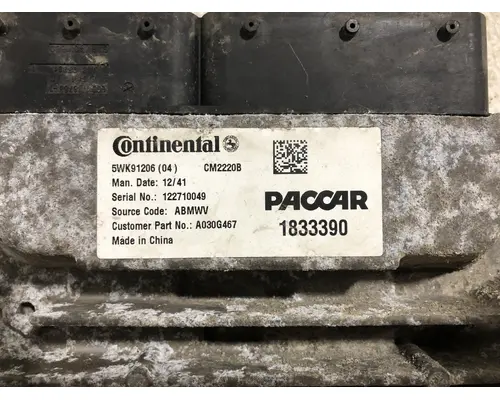 Continental
5WK91206 (04) CM2220B
Man. Date: 12/41
Serial No.: 122710049
Source Code: ABMWV
Customer Part No.: A030G467
Made in China
PACCAR
1833390